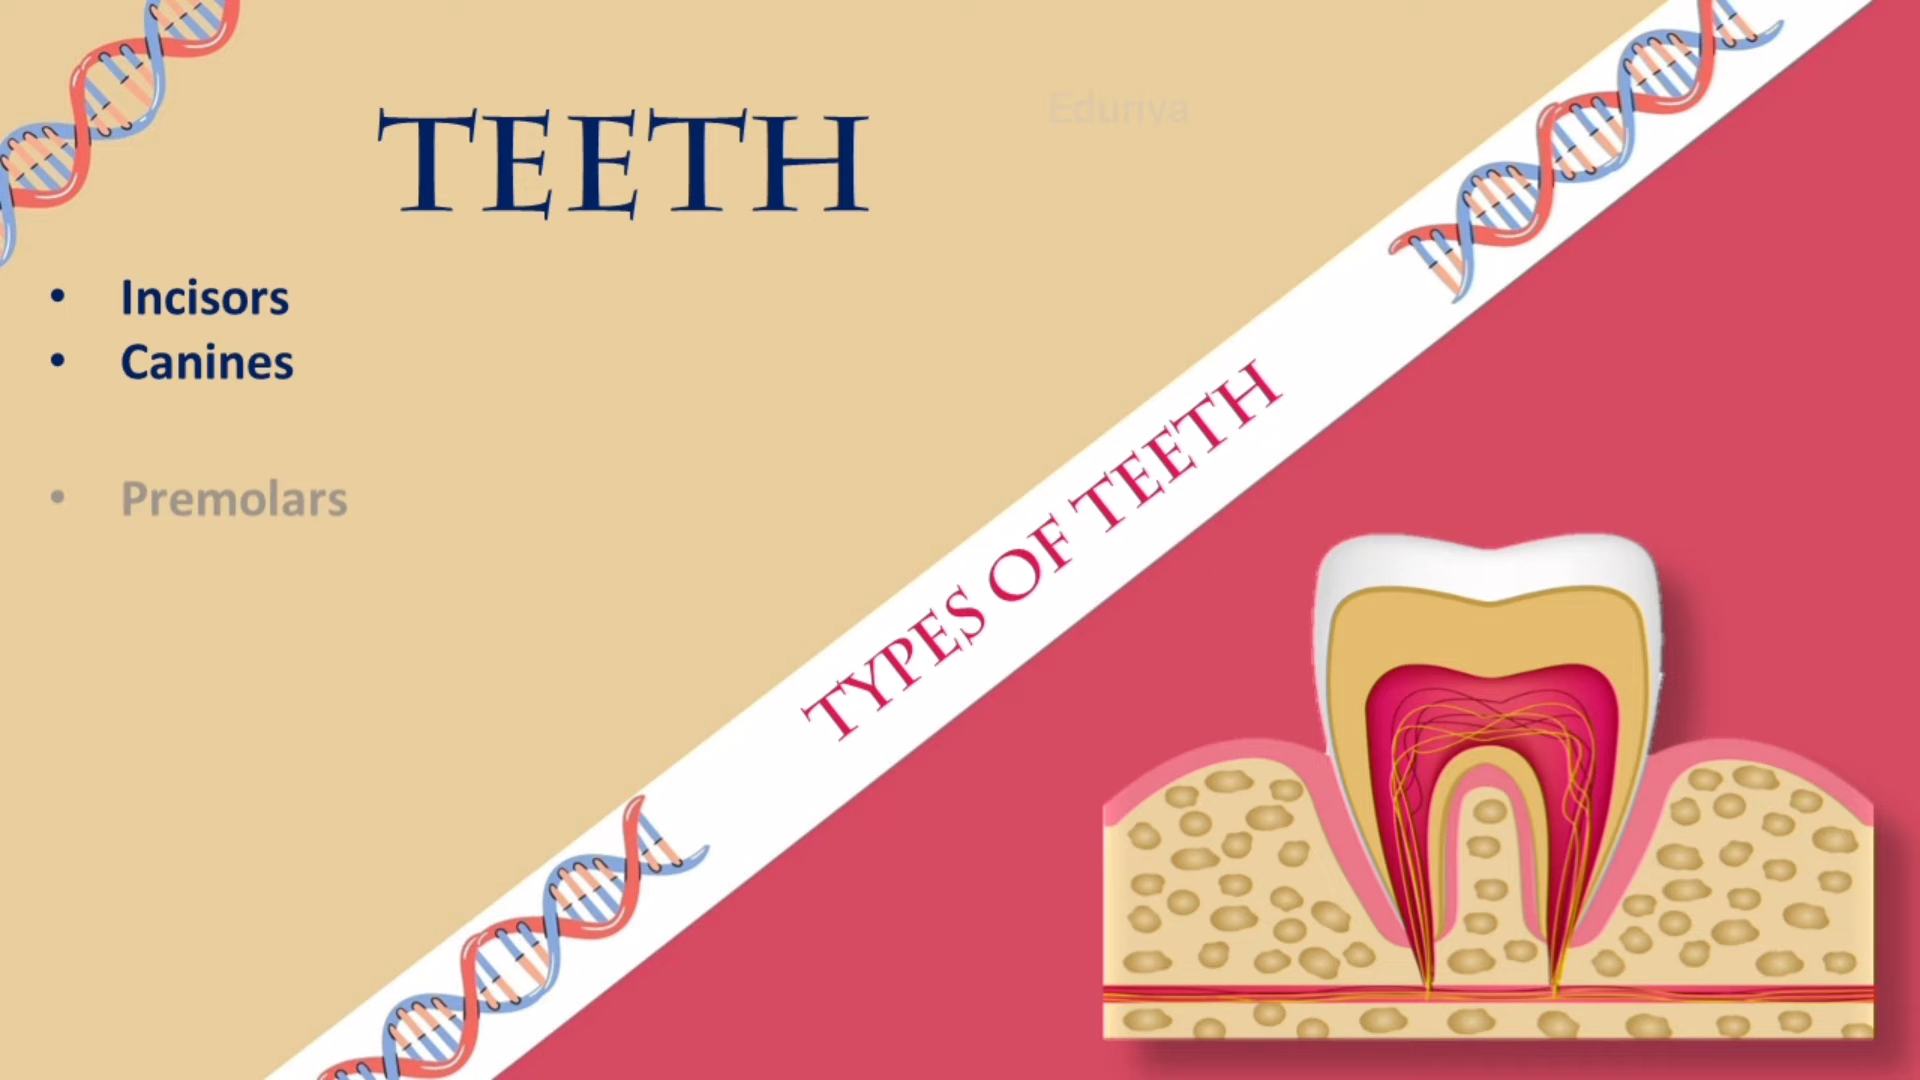 TEETH
Eduriya
• Incisors
• Canines
• Premolars
TYPES OF TEETH